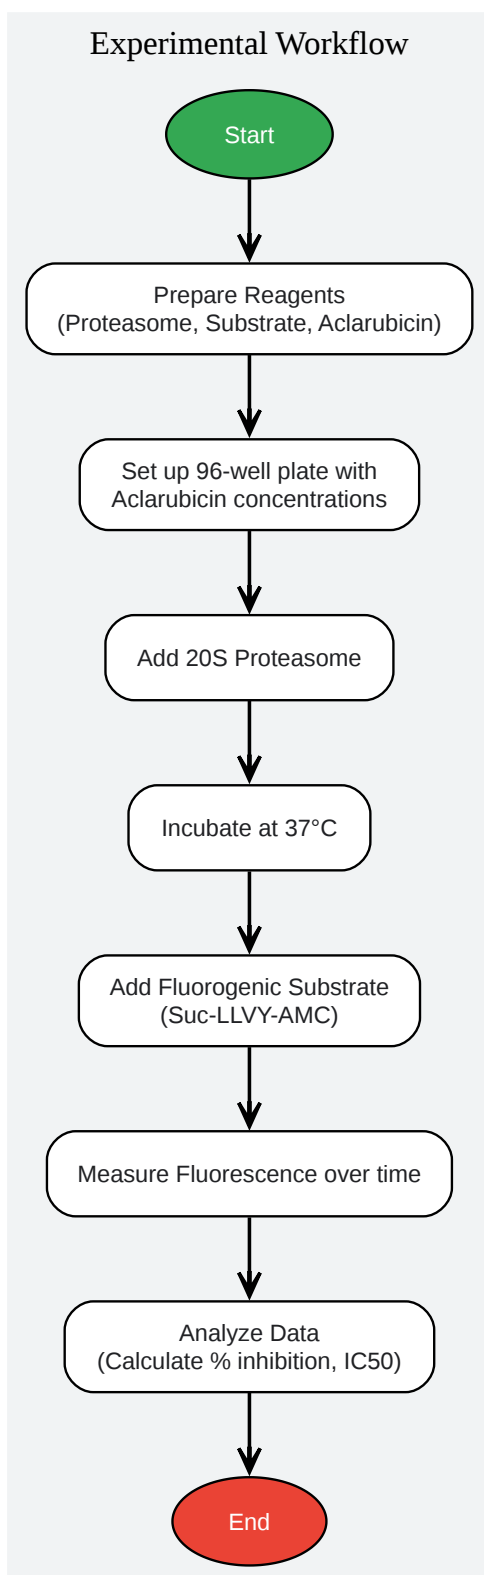 Experimental Workflow
Start
Prepare Reagents
(Proteasome, Substrate, Aclarubicin)
Set up 96-well plate with
Aclarubicin concentrations
Add 20S Proteasome
Incubate at 37°C
Add Fluorogenic Substrate
(Suc-LLVY-AMC)
Measure Fluorescence over time
Analyze Data
(Calculate % inhibition, IC50)
End